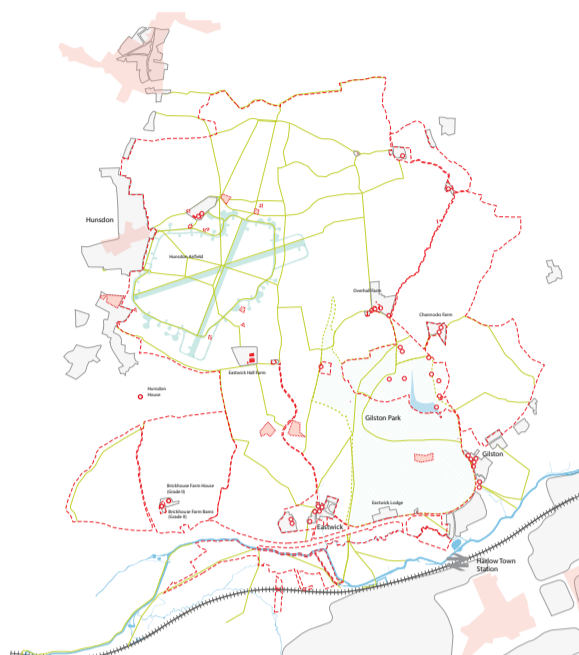 Hunsdon
Hunsdon Airfield
Overhall Farm
Channocks Farm
Eastwick Hall Farm
Hunsdon
House
Gilston Park
Gilston
Brickhouse Farm House
(Grade II)
Brickhouse Farm Barns
(Grade II)
Eastwick Lodge
Eastwick
Harlow Town
Station